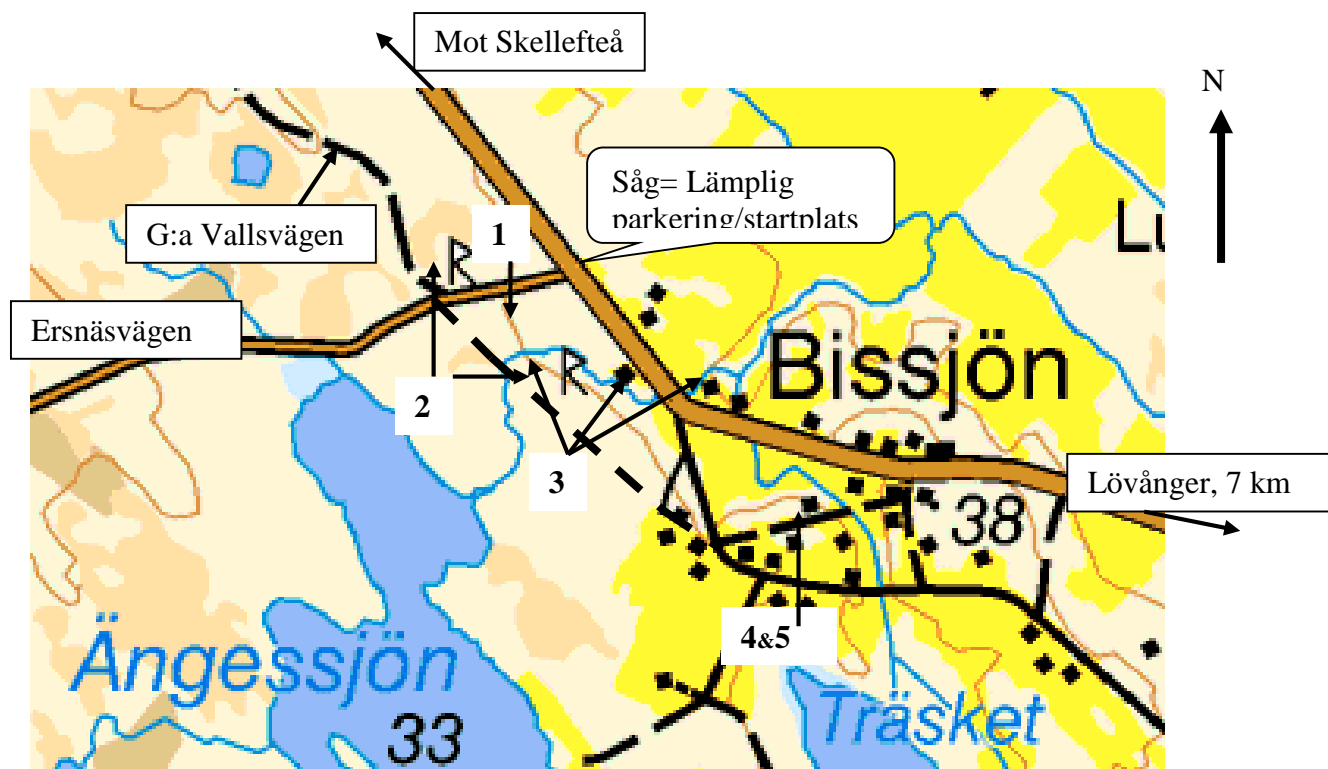 Mot Skellefteå
N
Såg= Lämplig
parkering/startplats
G:a Vallsvägen
1
R
Lu
Ersnäsvägen
Bissjön
R
2
3
Lövånger, 7 km
38
4&5
Ängessjön
Träsket
33